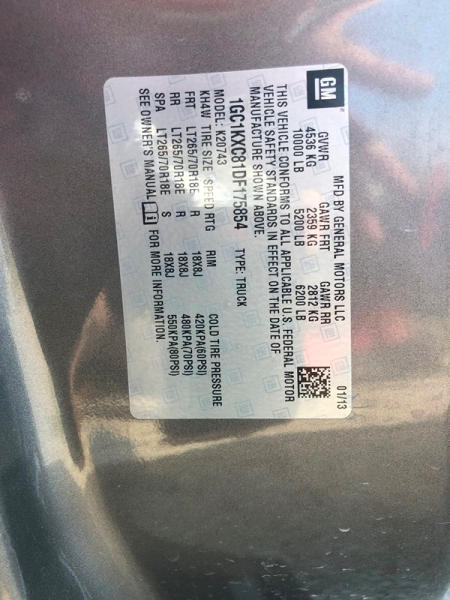 GM
MFD BY GENERAL MOTORS LLC 01/13
GVWR GAWR FRT GAWR RR
4536 KG 2359 KG 2812 KG
10000 LB 5200 LB 6200 LB
THIS VEHICLE CONFORMS TO ALL APPLICABLE U.S. FEDERAL MOTOR
VEHICLE SAFETY STANDARDS IN EFFECT ON THE DATE OF
MANUFACTURE SHOWN ABOVE.
1GC1KXC81DF175854 TYPE: TRUCK
MODEL: K20743
KH4W TIRE SIZE SPEED RTG RIM COLD TIRE PRESSURE
FRT LT265/70R18E R 18X8J 420KPA(60PSI)
RR LT265/70R18E R 18X8J 480KPA(70PSI)
SPA LT265/70R18E S 18X8J 550KPA(80PSI)
SEE OWNER'S MANUAL FOR MORE INFORMATION.